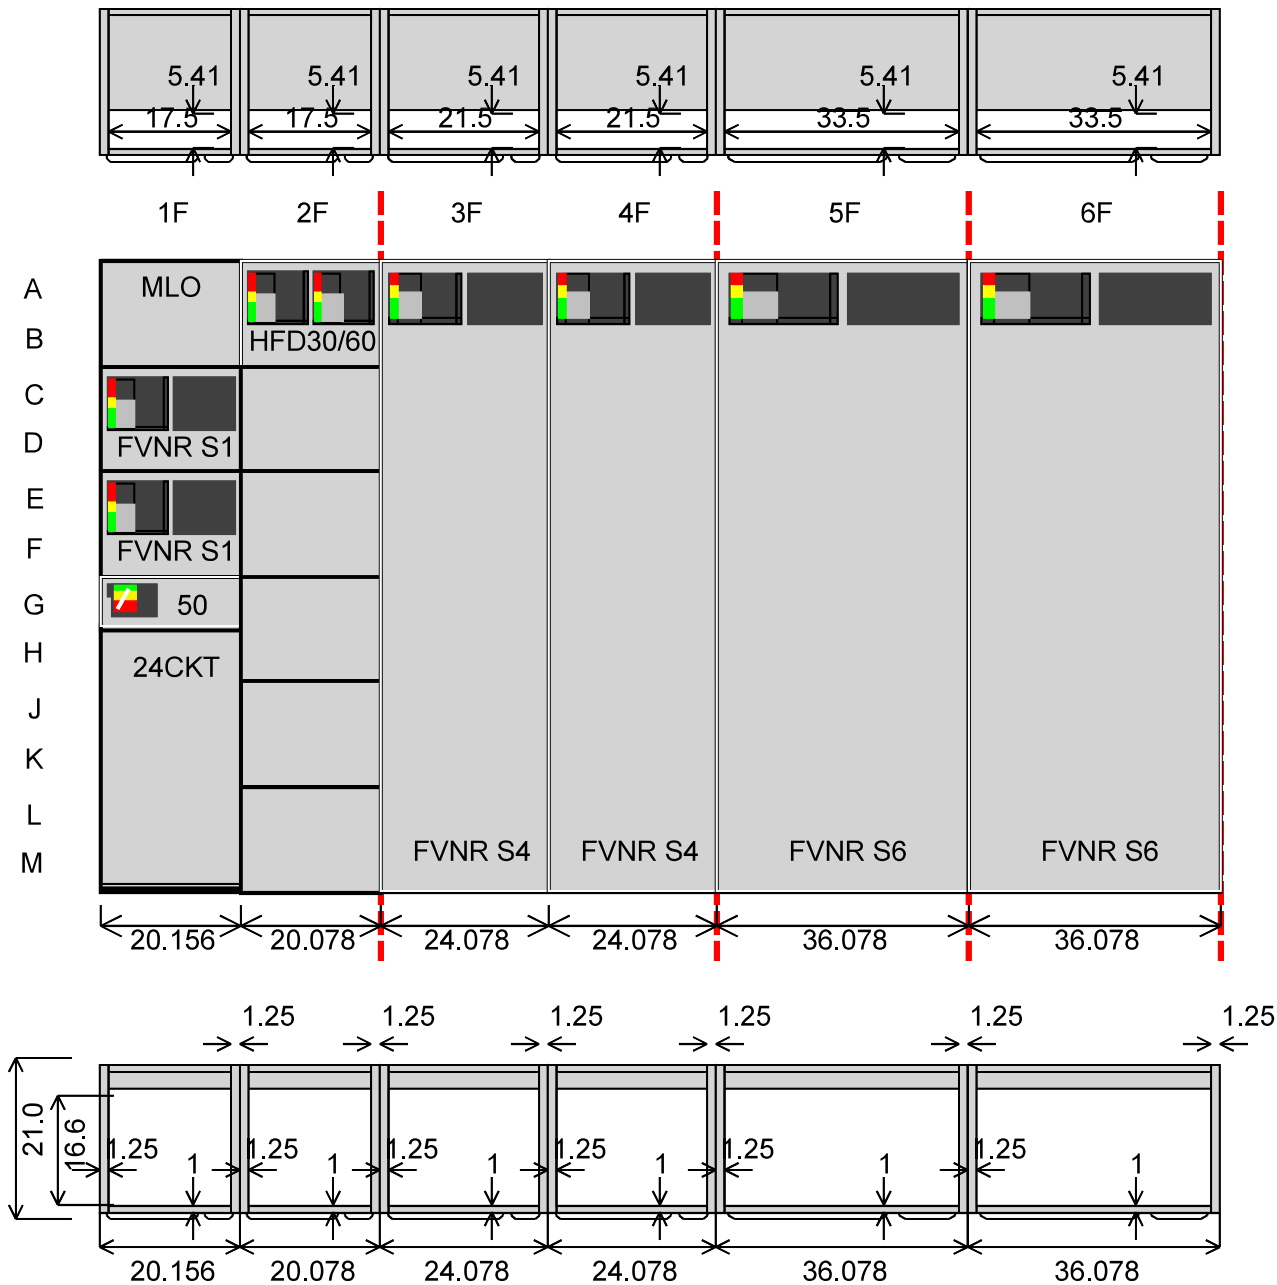 5.41 5.41 5.41 5.41 5.41 5.41
17.5 17.5 21.5 21.5 33.5 33.5
1F 2F 3F 4F 5F 6F
A MLO
B HFD30/60
C
D FVNR S1
E
F FVNR S1
G 50
H
24CKT
J
K
L
M FVNR S4 FVNR S4 FVNR S6 FVNR S6
20.156 20.078 24.078 24.078 36.078 36.078
1.25 1.25 1.25 1.25 1.25 1.25
21.0 16.6 1.25 1 1.25 1 1.25 1 1.25 1 1.25 1 1.25 1
20.156 20.078 24.078 24.078 36.078 36.078